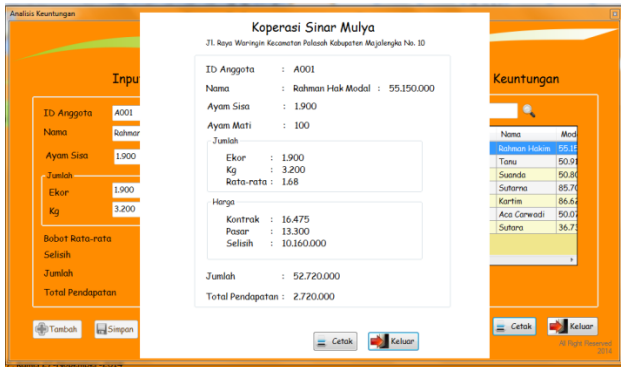 Analisis Keuntungan
Koperasi Sinar Mulya
Jl. Raya Waringin Kecamatan Palasah Kabupaten Majalengka No. 10
Keuntungan
ID Anggota : A001
Nama : Rahman Hak Modal : 55.150.000
Ayam Sisa : 1.900
Ayam Mati : 100
Jumlah
Ekor : 1.900
Kg : 3.200
Rata-rata : 1.68
Harga
Kontrak : 16.475
Pasar : 13.300
Selisih : 10.160.000
Jumlah : 52.720.000
Total Pendapatan : 2.720.000
Cetak Keluar
ID Anggota A001
Nama
Ayam Sisa 1.900
Jumlah
Ekor 1.900
Kg 3.200
Bobot Rata-rata
Selisih
Jumlah
Total Pendapatan
Tambah Simpan
Nama
Rahman Hakim
Tanu
Suanda
Sutarna
Kartim
Aca Carwadi
Sutara
Cetak Keluar
All Right Reserved
2014